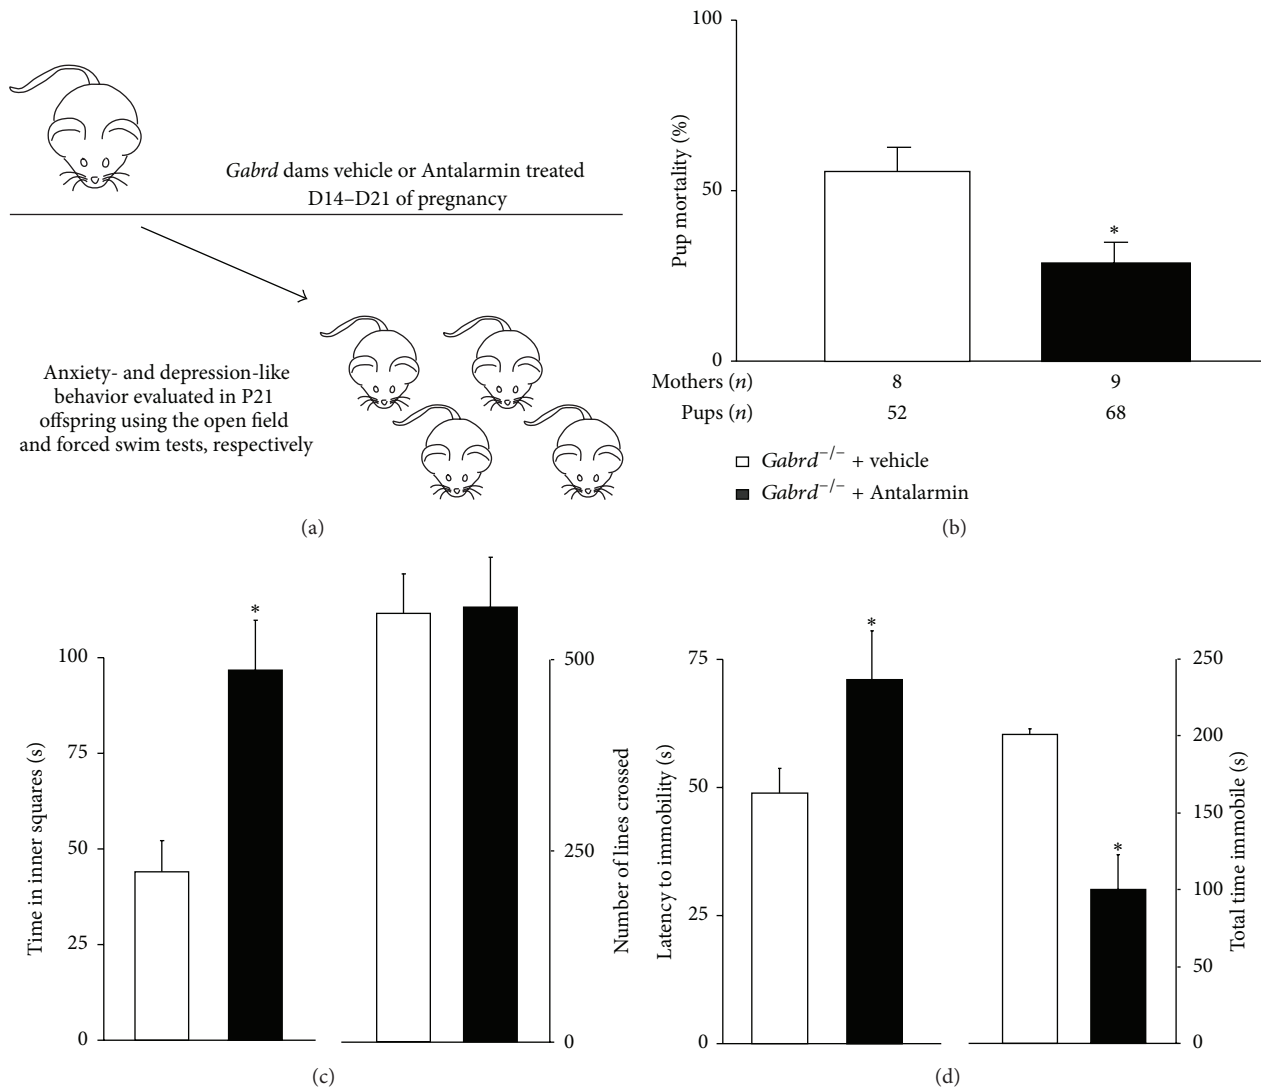 Gabrd dams vehicle or Antalarmin treated
D14–D21 of pregnancy
Anxiety- and depression-like
behavior evaluated in P21
offspring using the open field
and forced swim tests, respectively
(a)
100
50
0
Pup mortality (%)
*
Mothers (n) 8 9
Pups (n) 52 68
Gabrd−/− + vehicle
Gabrd−/− + Antalarmin
(b)
Time in inner squares (s)
100
75
50
25
0
*
500
250
0
Number of lines crossed
(c)
Latency to immobility (s)
75
50
25
0
*
*
250
200
150
100
50
0
Total time immobile (s)
(d)